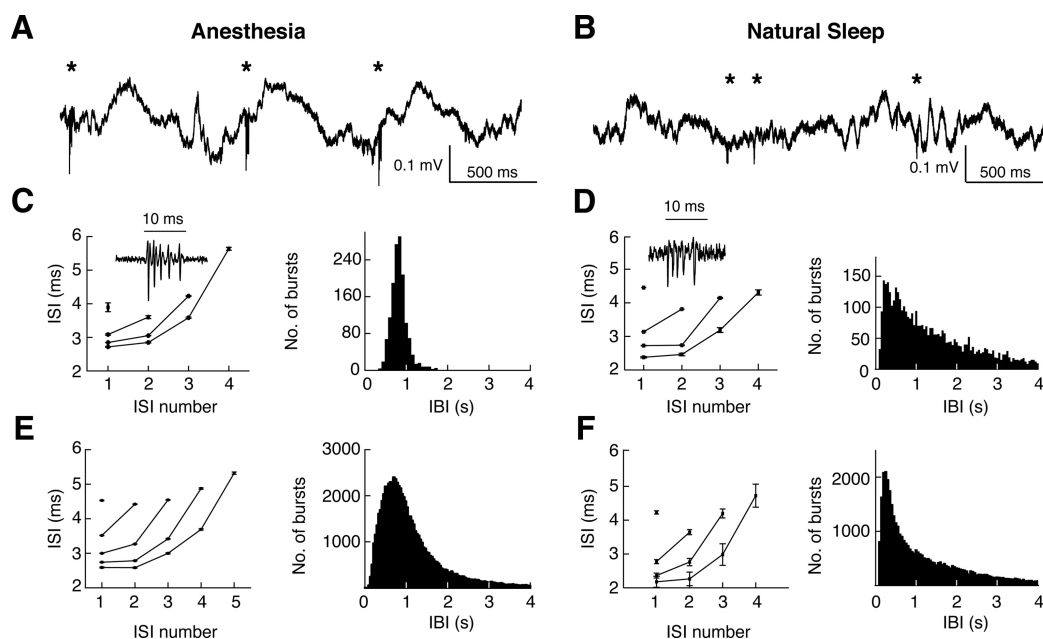 A
Anesthesia
B
Natural Sleep
* * *
* * *
0.1 mV
500 ms
0.1 mV
500 ms
C
10 ms
6
5
4
3
2
ISI (ms)
1 2 3 4
ISI number
240
160
80
0
No. of bursts
0 1 2 3 4
IBI (s)
D
10 ms
6
5
4
3
2
ISI (ms)
1 2 3 4
ISI number
150
100
50
0
No. of bursts
0 1 2 3 4
IBI (s)
E
6
5
4
3
2
ISI (ms)
1 2 3 4 5
ISI number
3000
2000
1000
No. of bursts
0 1 2 3 4
IBI (s)
F
6
5
4
3
2
ISI (ms)
1 2 3 4
ISI number
2000
1000
No. of bursts
0 1 2 3 4
IBI (s)